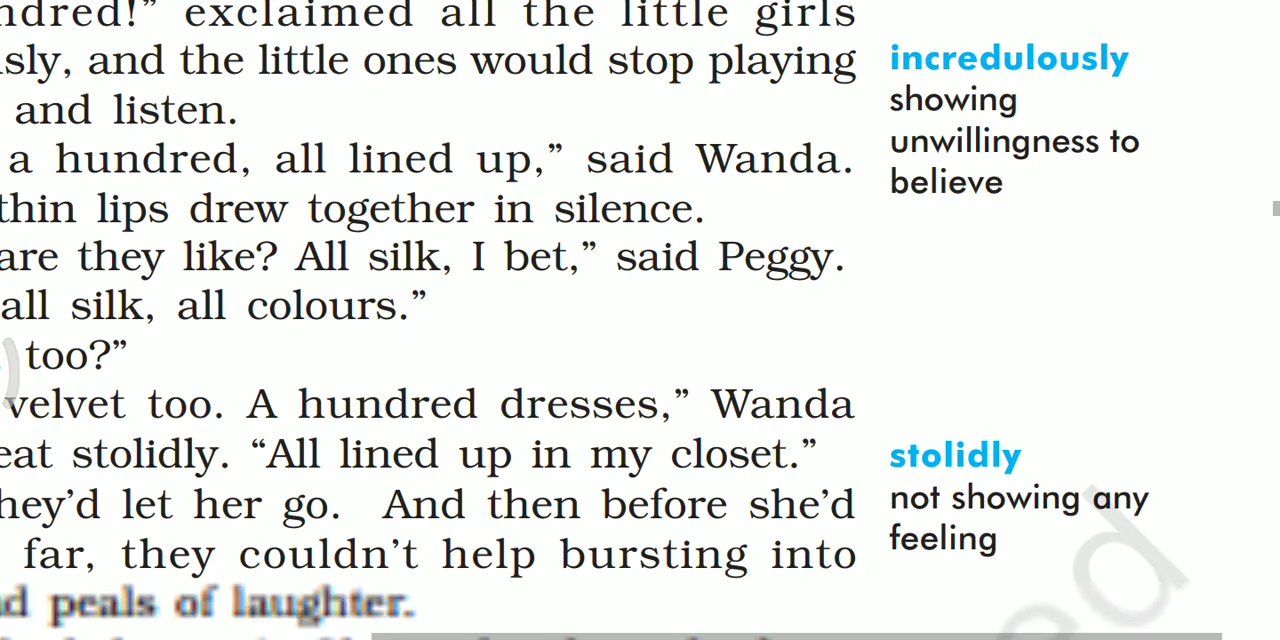 ndred!” exclaimed all the little girls
sly, and the little ones would stop playing
and listen.
a hundred, all lined up,” said Wanda.
thin lips drew together in silence.
are they like? All silk, I bet,” said Peggy.
all silk, all colours.”
too?”
velvet too. A hundred dresses,” Wanda
eat stolidly. “All lined up in my closet.”
hey’d let her go. And then before she’d
far, they couldn’t help bursting into
d peals of laughter.
incredulously
showing
unwillingness to
believe
stolidly
not showing any
feeling
ed